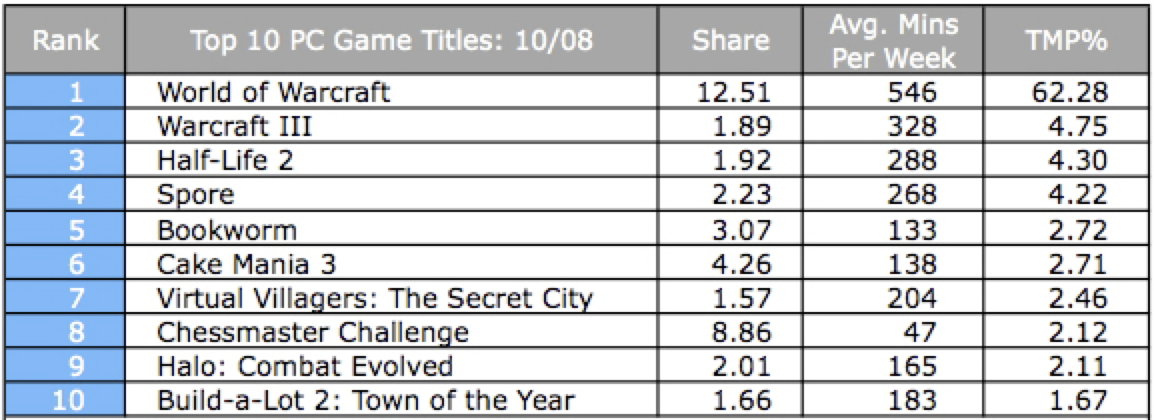 Rank Top 10 PC Game Titles: 10/08 Share Avg. Mins Per Week TMP%
1 World of Warcraft 12.51 546 62.28
2 Warcraft III 1.89 328 4.75
3 Half-Life 2 1.92 288 4.30
4 Spore 2.23 268 4.22
5 Bookworm 3.07 133 2.72
6 Cake Mania 3 4.26 138 2.71
7 Virtual Villagers: The Secret City 1.57 204 2.46
8 Chessmaster Challenge 8.86 47 2.12
9 Halo: Combat Evolved 2.01 165 2.11
10 Build-a-Lot 2: Town of the Year 1.66 183 1.67